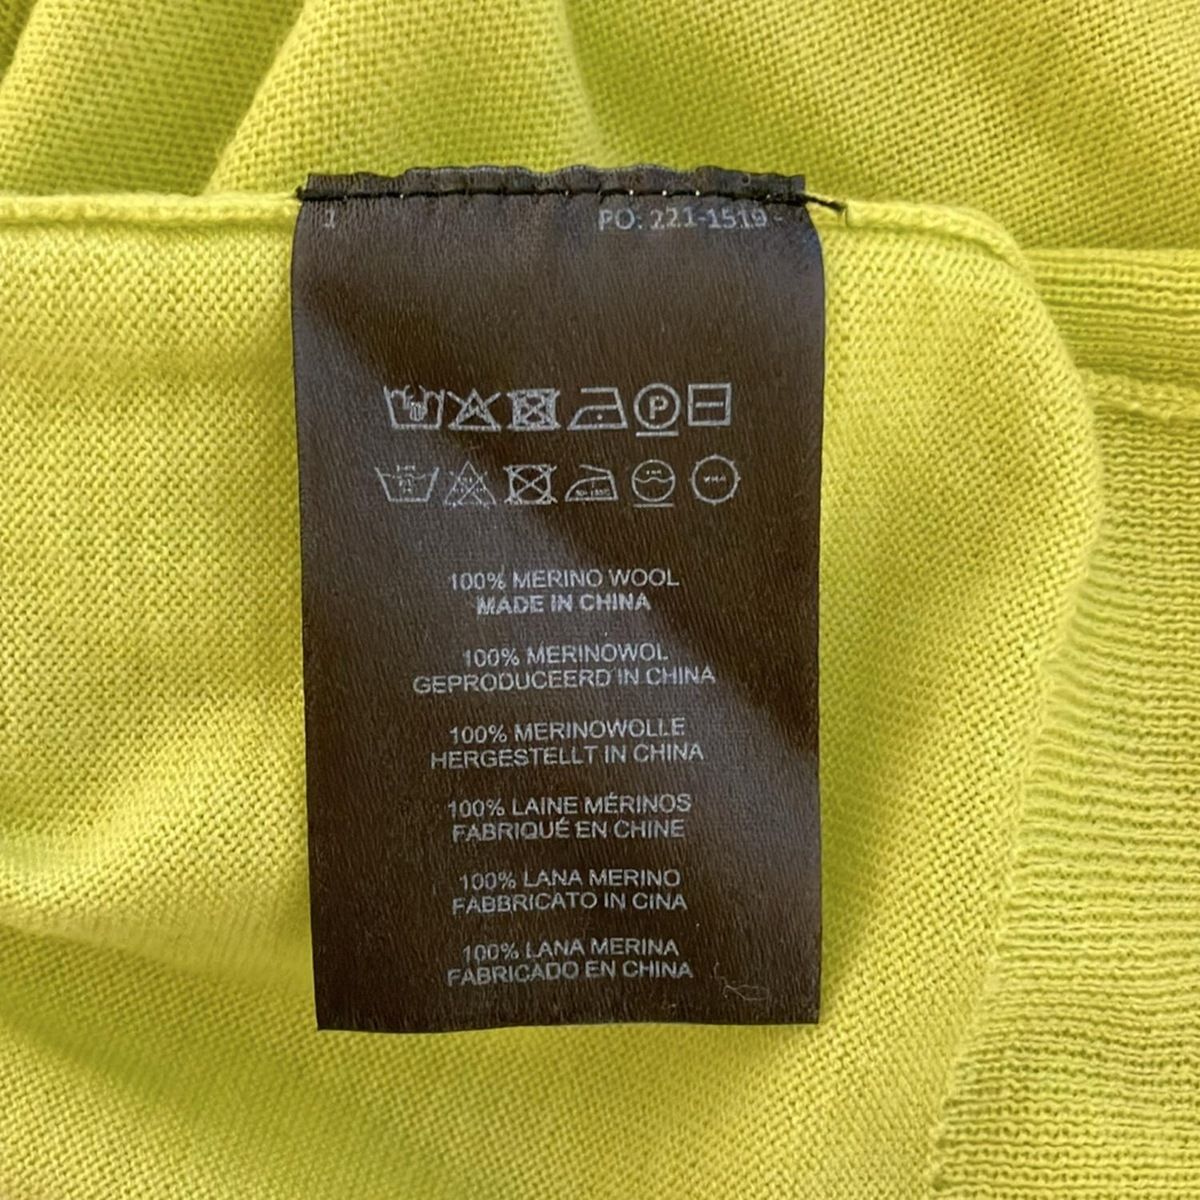 1
PO: 221-1519-
P
100% MERINO WOOL
MADE IN CHINA
100% MERINOWOL
GEPRODUCEERD IN CHINA
100% MERINOWOLLE
HERGESTELLT IN CHINA
100% LAINE MÉRINOS
FABRIQUÉ EN CHINE
100% LANA MERINO
FABBRICATO IN CINA
100% LANA MERINA
FABRICADO EN CHINA